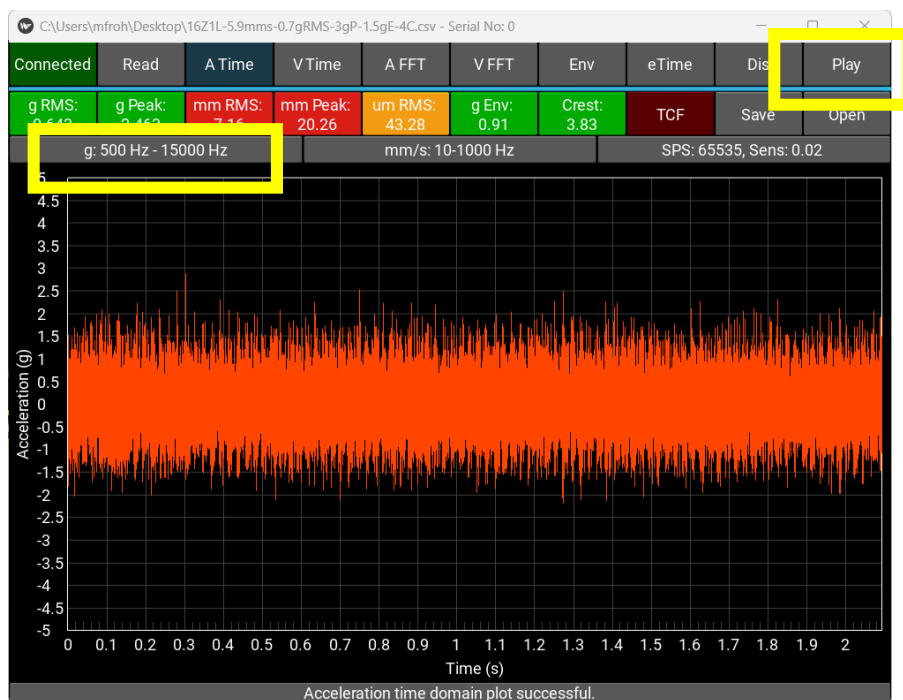 C:\Users\mfroh\Desktop\16Z1L-5.9mms-0.7gRMS-3gP-1.5gE-4C.csv - Serial No: 0
Connected Read A Time V Time A FFT V FFT Env eTime Play
g RMS: g Peak: mm RMS: mm Peak: um RMS: g Env: Crest: TCF Save Open
20.26 43.28 0.91 3.83
g: 500 Hz - 15000 Hz mm/s: 10-1000 Hz SPS: 65535, Sens: 0.02
5
4.5
4
3.5
3
2.5
2
1.5
1
0.5
0
-0.5
-1
-1.5
-2
-2.5
-3
-3.5
-4
-4.5
-5
Acceleration (g)
0 0.1 0.2 0.3 0.4 0.5 0.6 0.7 0.8 0.9 1 1.1 1.2 1.3 1.4 1.5 1.6 1.7 1.8 1.9 2
Time (s)
Acceleration time domain plot successful.